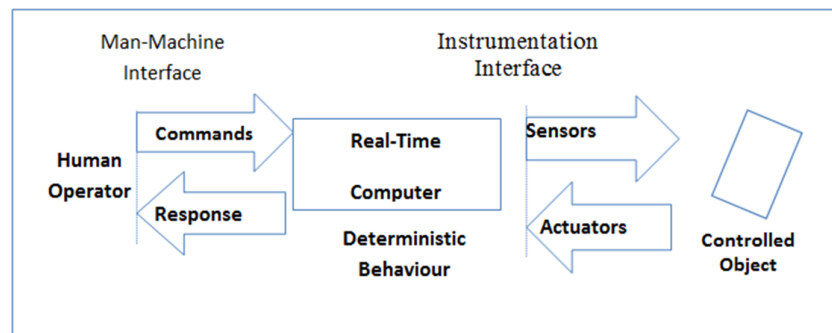 Man-Machine
Interface
Instrumentation
Interface
Commands
Human
Operator
Response
Real-Time
Computer
Deterministic
Behaviour
Sensors
Actuators
Controlled
Object